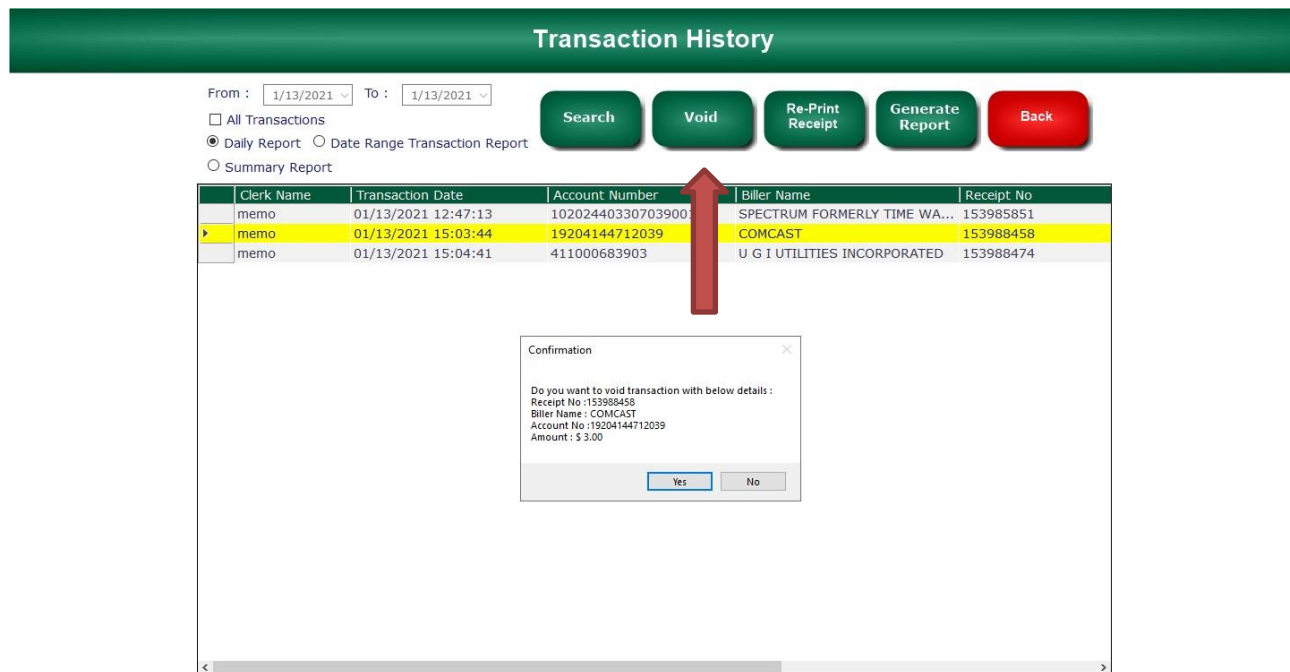 Transaction History
From : 1/13/2021 To : 1/13/2021
All Transactions
Daily Report Date Range Transaction Report
Summary Report
Search
Void
Re-Print
Receipt
Generate
Report
Back
Clerk Name Transaction Date Account Number Biller Name Receipt No
memo 01/13/2021 12:47:13 102024403307039001 SPECTRUM FORMERLY TIME WA... 153985851
memo 01/13/2021 15:03:44 19204144712039 COMCAST 153988458
memo 01/13/2021 15:04:41 411000683903 U G I UTILITIES INCORPORATED 153988474
Confirmation
Do you want to void transaction with below details :
Receipt No :153988458
Biller Name : COMCAST
Account No :19204144712039
Amount : $ 3.00
Yes No